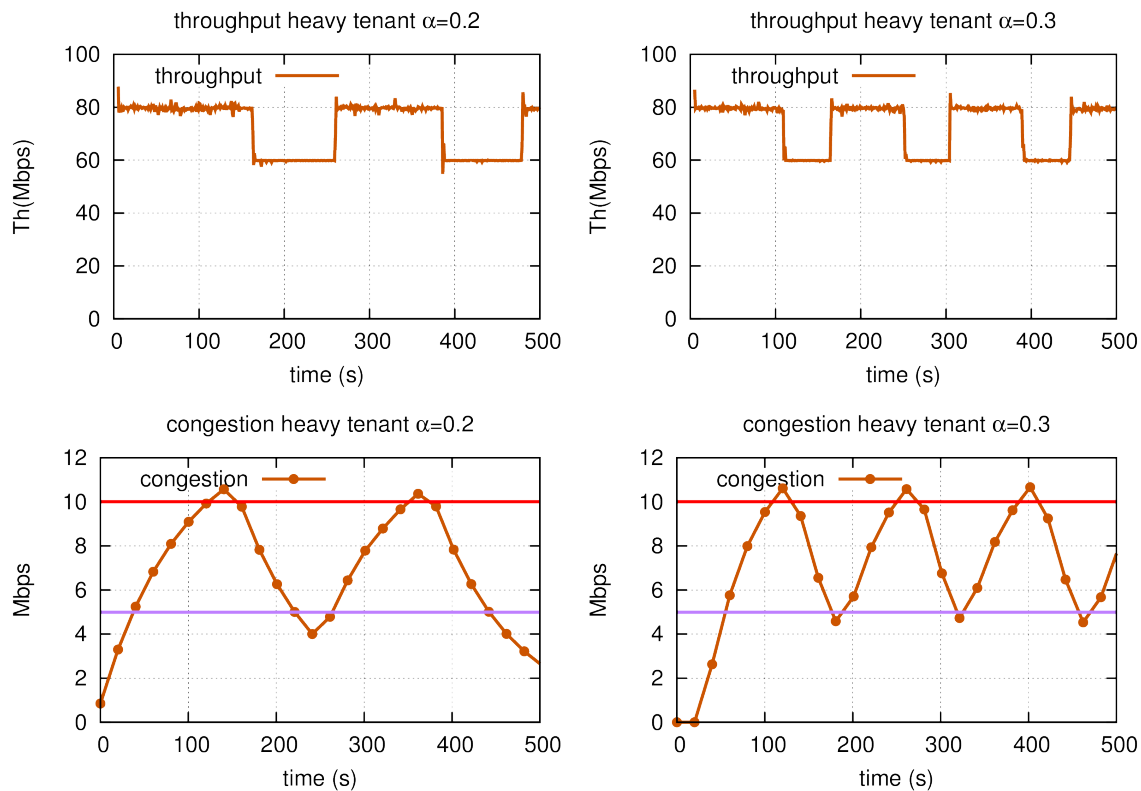 throughput heavy tenant α=0.2
throughput
100
80
60
40
20
0
Th(Mbps)
0 100 200 300 400 500
time (s)
throughput heavy tenant α=0.3
throughput
100
80
60
40
20
0
Th(Mbps)
0 100 200 300 400 500
time (s)
congestion heavy tenant α=0.2
congestion
12
10
8
6
4
2
0
Mbps
0 100 200 300 400 500
time (s)
congestion heavy tenant α=0.3
congestion
12
10
8
6
4
2
0
Mbps
0 100 200 300 400 500
time (s)